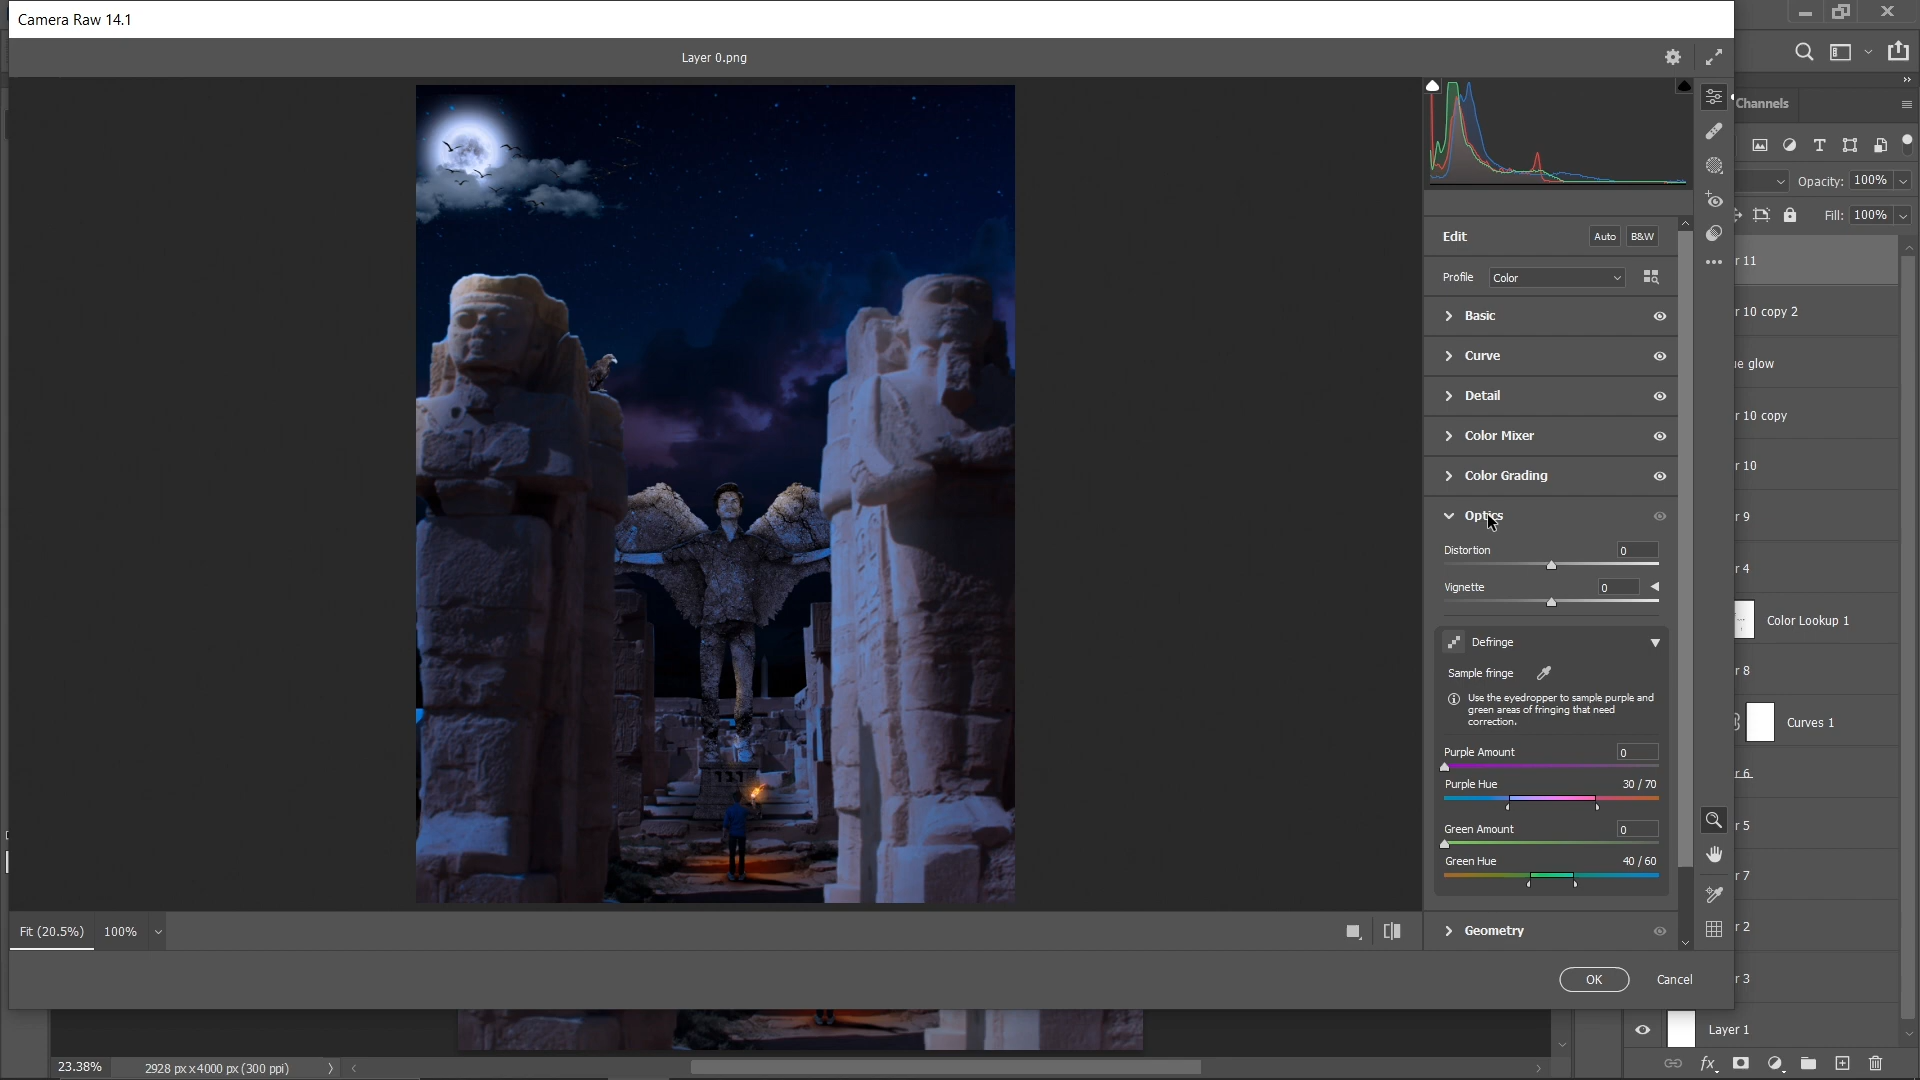 Camera Raw 14.1
Layer 0.png
Channels
Opacity: 100%
Fill: 100%
Edit
Auto
B&W
Profile
Color
Basic
Curve
Detail
Color Mixer
Color Grading
Optics
Distortion
0
Vignette
0
Defringe
Sample fringe
Use the eyedropper to sample purple and
green areas of fringing that need
correction.
Purple Amount
0
Purple Hue
30 / 70
Green Amount
0
Green Hue
40 / 60
Geometry
Fit (20.5%)
100%
OK
Cancel
r 11
r 10 copy 2
ue glow
r 10 copy
r 10
r 9
r 4
Color Lookup 1
r 8
Curves 1
r 6
r 5
r 7
r 2
r 3
Layer 1
23.38%
2928 px x 4000 px (300 ppi)
fx